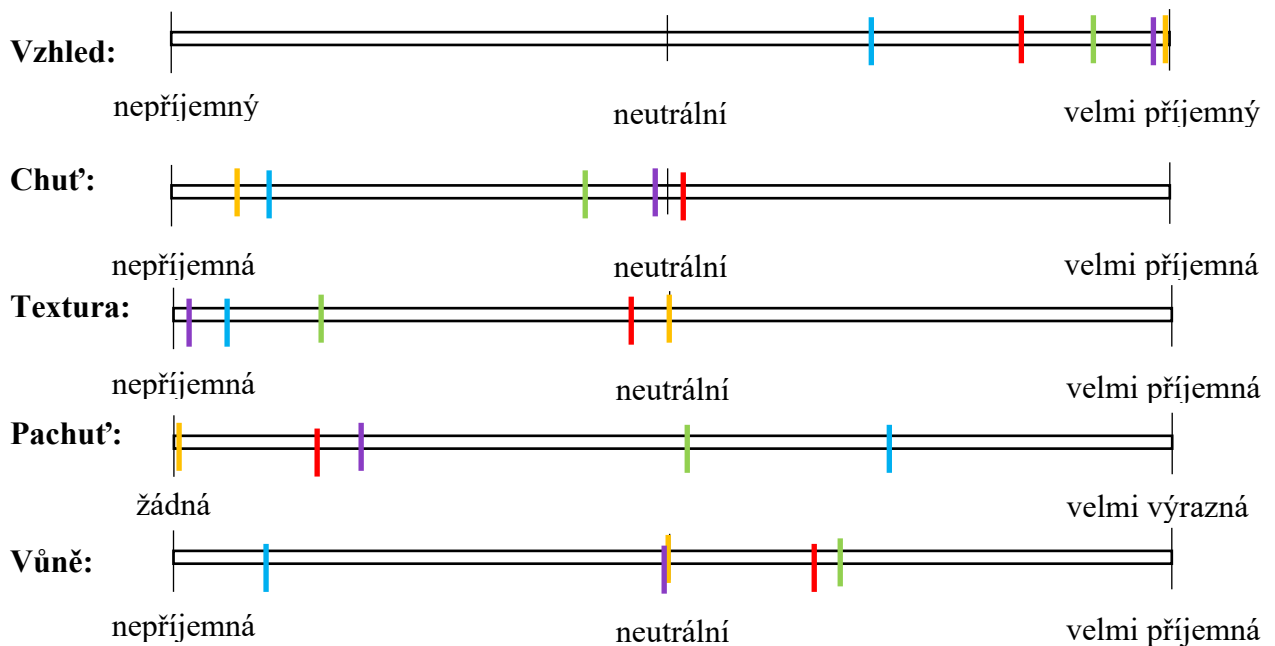 Vzhled:
nepříjemný neutrální velmi příjemný
Chuť:
nepříjemná neutrální velmi příjemná
Textura:
nepříjemná neutrální velmi příjemná
Pachuť:
žádná velmi výrazná
Vůně:
nepříjemná neutrální velmi příjemná